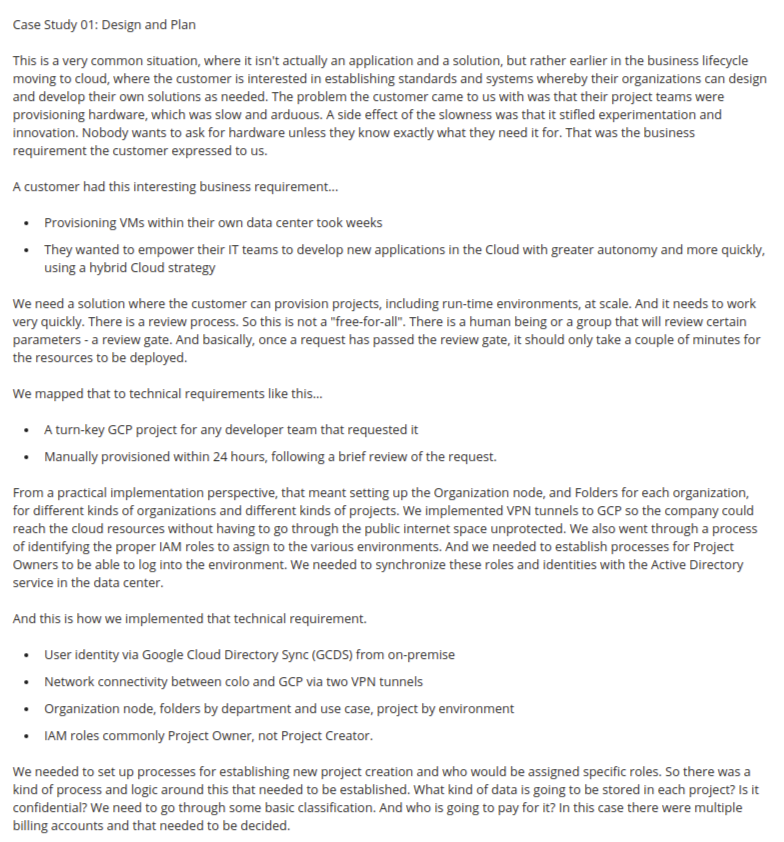 Case Study 01: Design and Plan
This is a very common situation, where it isn't actually an application and a solution, but rather earlier in the business lifecycle
moving to cloud, where the customer is interested in establishing standards and systems whereby their organizations can design
and develop their own solutions as needed. The problem the customer came to us with was that their project teams were
provisioning hardware, which was slow and arduous. A side effect of the slowness was that it stifled experimentation and
innovation. Nobody wants to ask for hardware unless they know exactly what they need it for. That was the business
requirement the customer expressed to us.
A customer had this interesting business requirement...
• Provisioning VMs within their own data center took weeks
• They wanted to empower their IT teams to develop new applications in the Cloud with greater autonomy and more quickly,
using a hybrid Cloud strategy
We need a solution where the customer can provision projects, including run-time environments, at scale. And it needs to work
very quickly. There is a review process. So this is not a "free-for-all". There is a human being or a group that will review certain
parameters - a review gate. And basically, once a request has passed the review gate, it should only take a couple of minutes for
the resources to be deployed.
We mapped that to technical requirements like this...
• A turn-key GCP project for any developer team that requested it
• Manually provisioned within 24 hours, following a brief review of the request.
From a practical implementation perspective, that meant setting up the Organization node, and Folders for each organization,
for different kinds of organizations and different kinds of projects. We implemented VPN tunnels to GCP so the company could
reach the cloud resources without having to go through the public internet space unprotected. We also went through a process
of identifying the proper IAM roles to assign to the various environments. And we needed to establish processes for Project
Owners to be able to log into the environment. We needed to synchronize these roles and identities with the Active Directory
service in the data center.
And this is how we implemented that technical requirement.
• User identity via Google Cloud Directory Sync (GCDS) from on-premise
• Network connectivity between colo and GCP via two VPN tunnels
• Organization node, folders by department and use case, project by environment
• IAM roles commonly Project Owner, not Project Creator.
We needed to set up processes for establishing new project creation and who would be assigned specific roles. So there was a
kind of process and logic around this that needed to be established. What kind of data is going to be stored in each project? Is it
confidential? We need to go through some basic classification. And who is going to pay for it? In this case there were multiple
billing accounts and that needed to be decided.